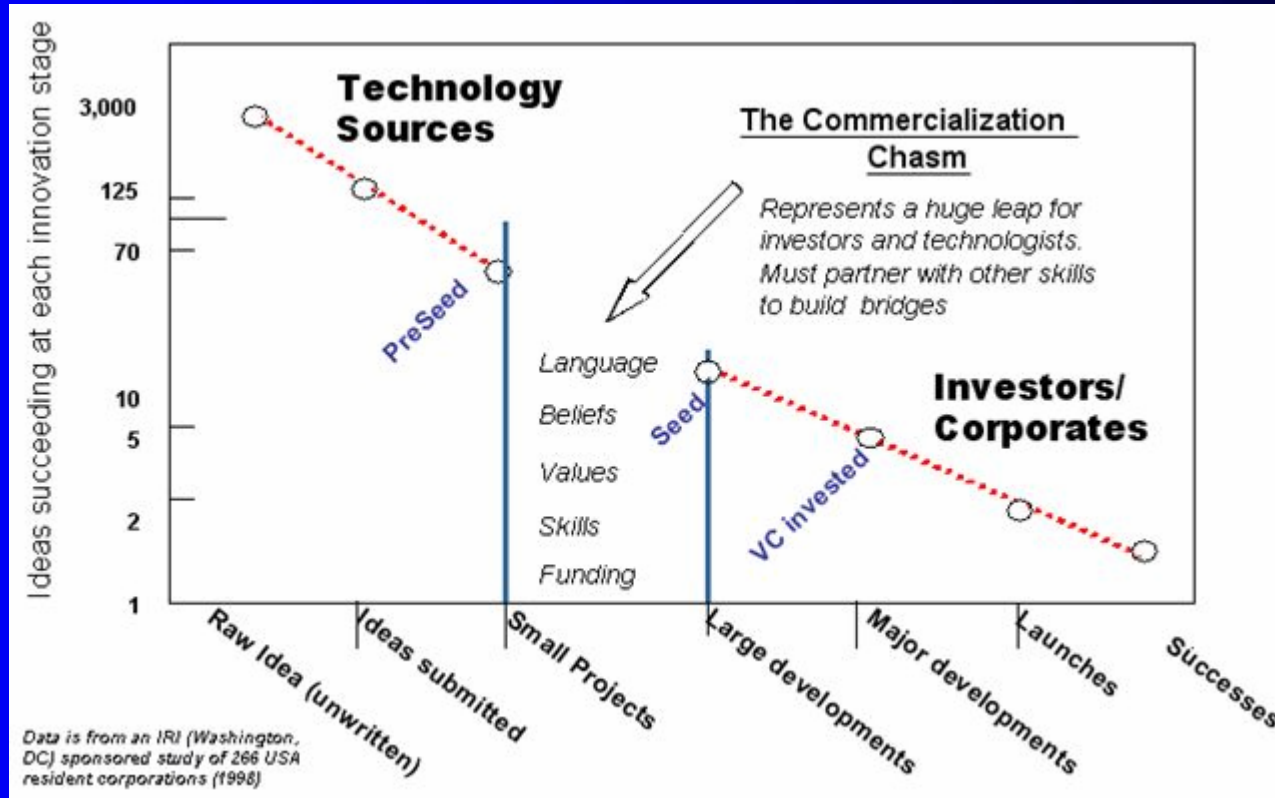 Ideas succeeding at each innovation stage
3,000
125
70
10
5
2
1
Technology
Sources
The Commercialization
Chasm
Represents a huge leap for
investors and technologists.
Must partner with other skills
to build bridges
PreSeed
Language
Beliefs
Values
Skills
Funding
Seed
VC invested
Investors/
Corporates
Raw Idea (unwritten)
Ideas submitted
Small Projects
Large developments
Major developments
Launches
Successes
Data is from an IRI (Washington,
DC) sponsored study of 266 USA
resident corporations (1998)